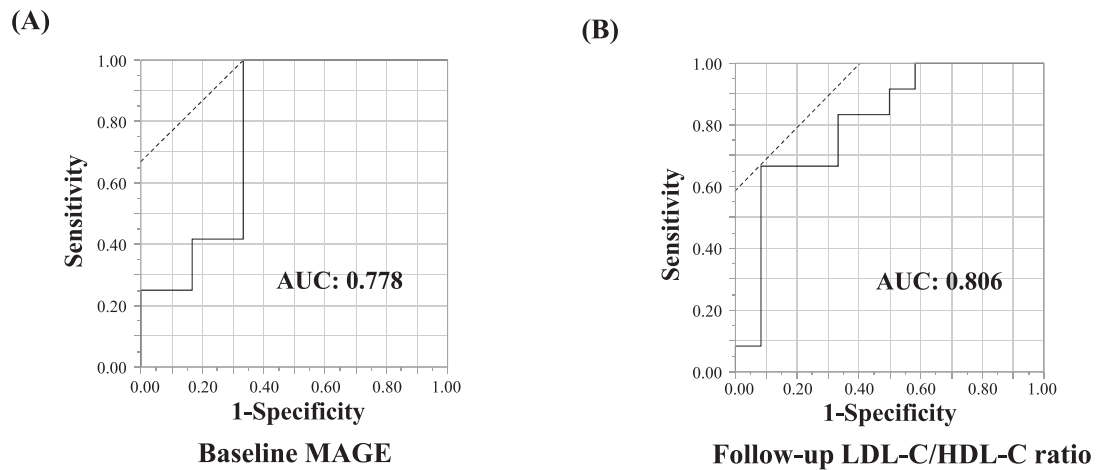 (A)
1.00
0.80
0.60
0.40
0.20
0.00
Sensitivity
AUC: 0.778
0.00 0.20 0.40 0.60 0.80 1.00
1-Specificity
Baseline MAGE
(B)
1.00
0.80
0.60
0.40
0.20
0.00
Sensitivity
AUC: 0.806
0.00 0.20 0.40 0.60 0.80 1.00
1-Specificity
Follow-up LDL-C/HDL-C ratio